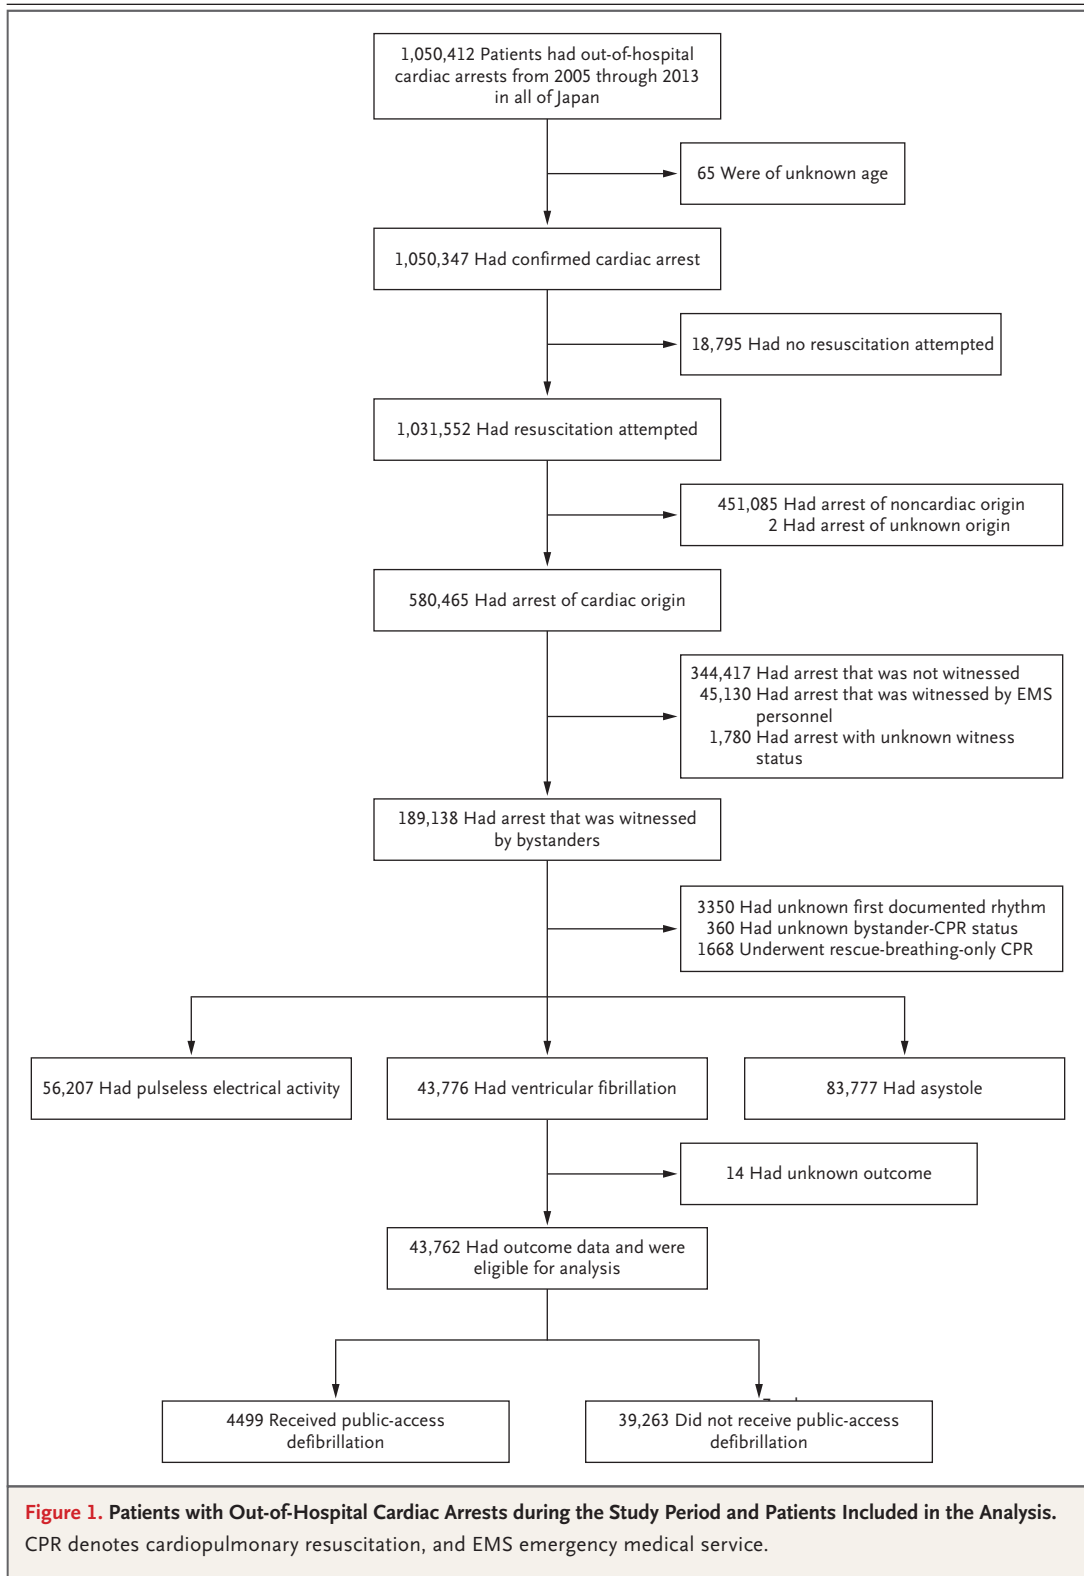 1,050,412 Patients had out-of-hospital
cardiac arrests from 2005 through 2013
in all of Japan
65 Were of unknown age
1,050,347 Had confirmed cardiac arrest
18,795 Had no resuscitation attempted
1,031,552 Had resuscitation attempted
451,085 Had arrest of noncardiac origin
2 Had arrest of unknown origin
580,465 Had arrest of cardiac origin
344,417 Had arrest that was not witnessed
45,130 Had arrest that was witnessed by EMS
personnel
1,780 Had arrest with unknown witness
status
189,138 Had arrest that was witnessed
by bystanders
3350 Had unknown first documented rhythm
360 Had unknown bystander-CPR status
1668 Underwent rescue-breathing-only CPR
56,207 Had pulseless electrical activity
43,776 Had ventricular fibrillation
83,777 Had asystole
14 Had unknown outcome
43,762 Had outcome data and were
eligible for analysis
4499 Received public-access
defibrillation
39,263 Did not receive public-access
defibrillation
Figure 1. Patients with Out-of-Hospital Cardiac Arrests during the Study Period and Patients Included in the Analysis.
CPR denotes cardiopulmonary resuscitation, and EMS emergency medical service.